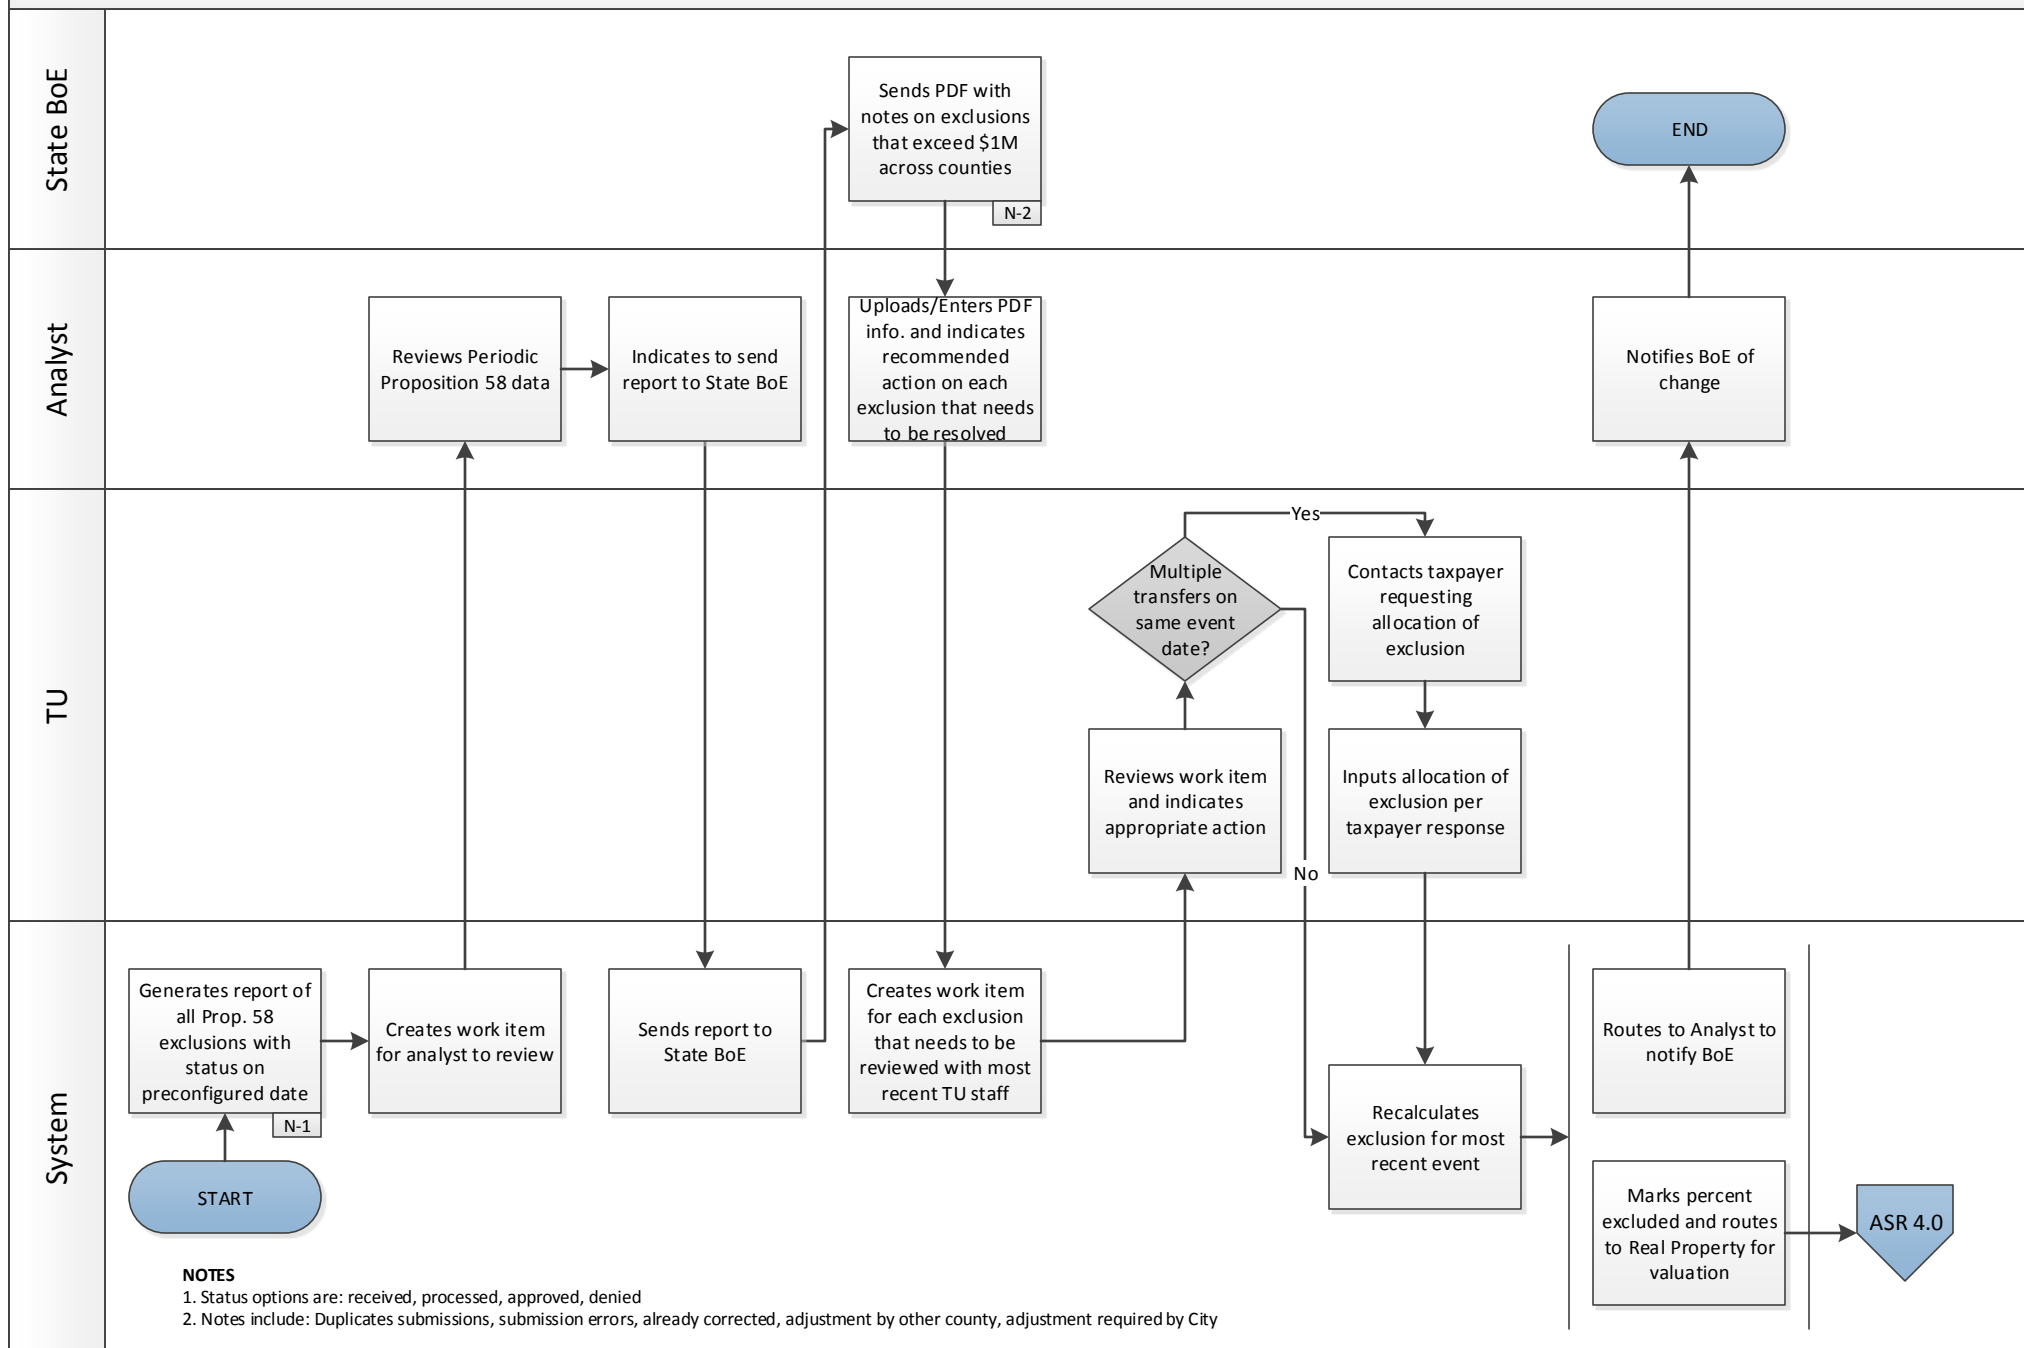 State BoE
Sends PDF with
notes on exclusions
that exceed $1M
across counties
N-2
END
Analyst
Reviews Periodic
Proposition 58 data
Indicates to send
report to State BoE
Uploads/Enters PDF
info. and indicates
recommended
action on each
exclusion that needs
to be resolved
Notifies BoE of
change
TU
Yes
Multiple
transfers on
same event
date?
Contacts taxpayer
requesting
allocation of
exclusion
Reviews work item
and indicates
appropriate action
Inputs allocation of
exclusion per
taxpayer response
No
System
Generates report of
all Prop. 58
exclusions with
status on
preconfigured date
N-1
START
Creates work item
for analyst to review
Sends report to
State BoE
Creates work item
for each exclusion
that needs to be
reviewed with most
recent TU staff
Recalculates
exclusion for most
recent event
Routes to Analyst to
notify BoE
Marks percent
excluded and routes
to Real Property for
valuation
ASR 4.0
NOTES
1. Status options are: received, processed, approved, denied
2. Notes include: Duplicates submissions, submission errors, already corrected, adjustment by other county, adjustment required by City